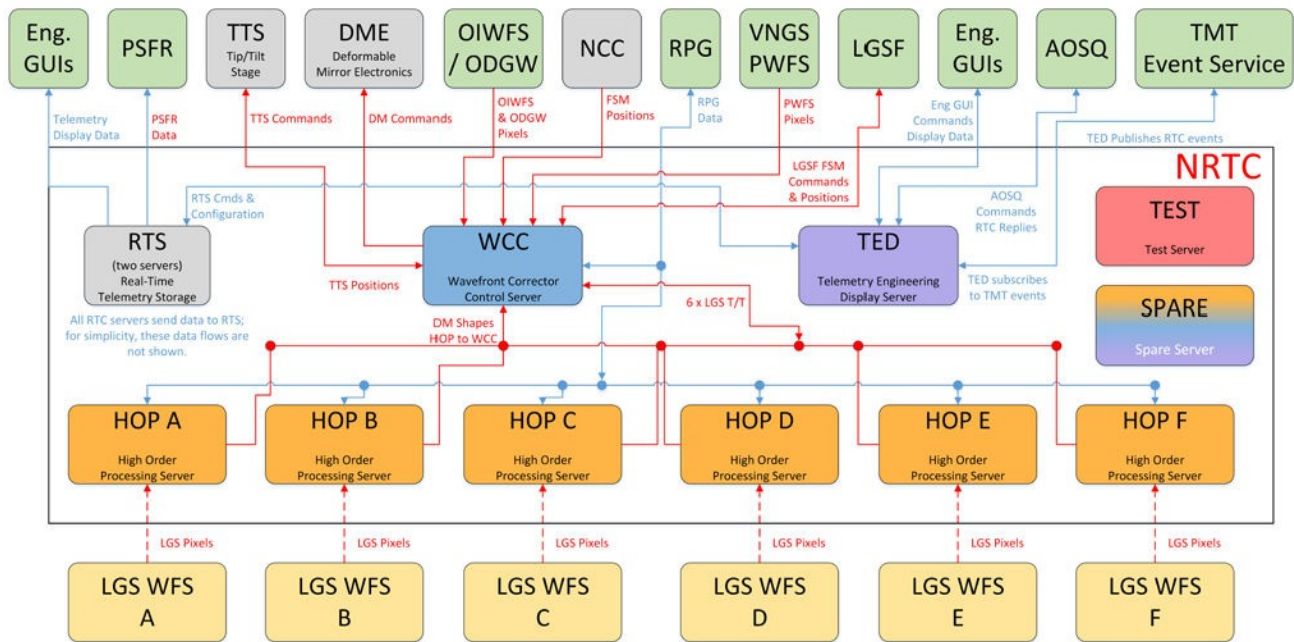 Eng.
GUIs
PSFR
TTS
Tip/Tilt
Stage
DME
Deformable
Mirror Electronics
OIWFS
/ ODGW
NCC
RPG
VNGS
PWFS
LGSF
Eng.
GUIs
AOSQ
TMT
Event Service
Telemetry
Display Data
PSFR
Data
TTS Commands
DM Commands
OIWFS
& ODGW
Pixels
FSM
Positions
RPG
Data
PWFS
Pixels
Eng GUI
Commands
Display Data
TED Publishes RTC events
NRTC
LGSF FSM
Commands
& Positions
RTS Cmds &
Configuration
AOSQ
Commands
RTC Replies
RTS
(two servers)
Real-Time
Telemetry Storage
WCC
Wavefront Corrector
Control Server
TED
Telemetry Engineering
Display Server
TEST
Test Server
TTS Positions
TED subscribes
to TMT events
6 x LGS T/T
SPARE
Spare Server
All RTC servers send data to RTS;
for simplicity, these data flows are
not shown.
DM Shapes
HOP to WCC
HOP A
High Order
Processing Server
HOP B
High Order
Processing Server
HOP C
High Order
Processing Server
HOP D
High Order
Processing Server
HOP E
High Order
Processing Server
HOP F
High Order
Processing Server
LGS Pixels
LGS Pixels
LGS Pixels
LGS Pixels
LGS Pixels
LGS Pixels
LGS WFS
A
LGS WFS
B
LGS WFS
C
LGS WFS
D
LGS WFS
E
LGS WFS
F